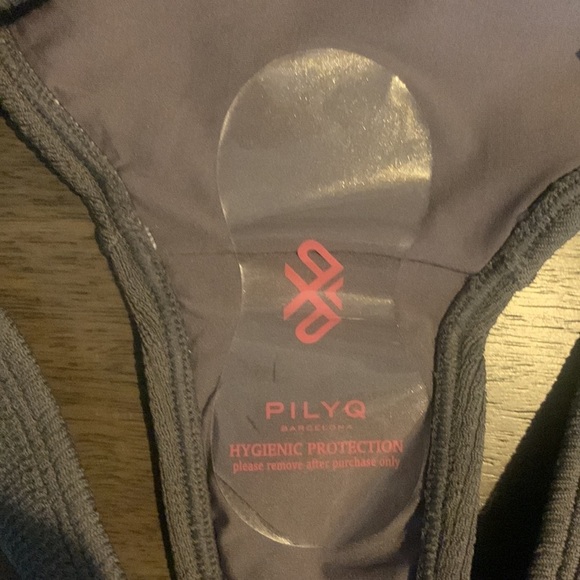 PILYQ
BARCELONA
HYGIENIC PROTECTION
please remove after purchase only